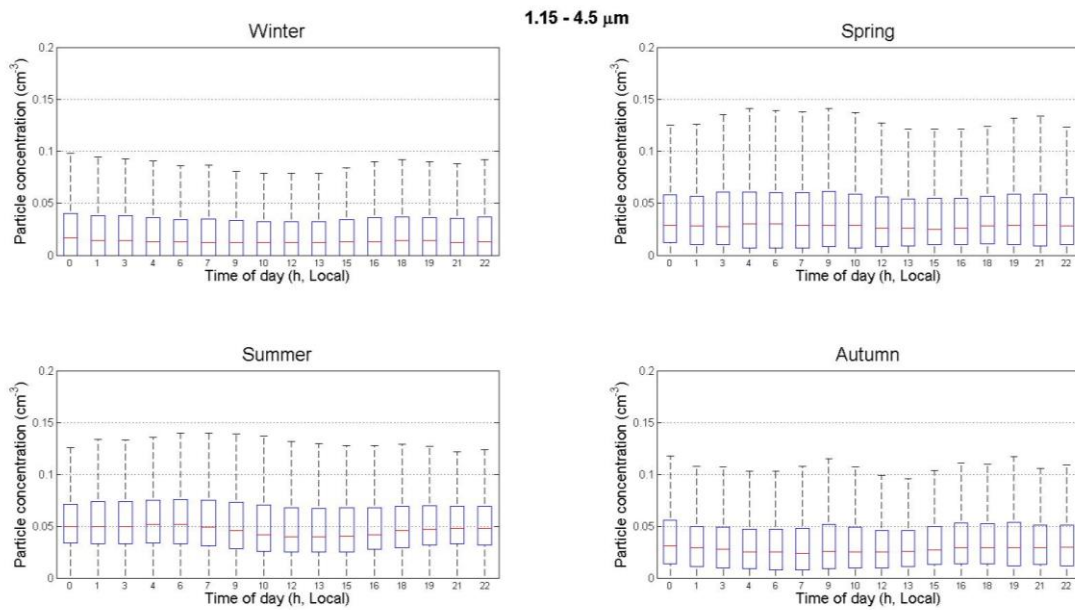 1.15 - 4.5 μm
Winter
Particle concentration (cm-3)
0.2
0.15
0.1
0.05
0
0 1 3 4 6 7 9 10 12 13 15 16 18 19 21 22
Time of day (h, Local)
Spring
Particle concentration (cm-3)
0.2
0.15
0.1
0.05
0
0 1 3 4 6 7 9 10 12 13 15 16 18 19 21 22
Time of day (h, Local)
Summer
Particle concentration (cm-3)
0.2
0.15
0.1
0.05
0
0 1 3 4 6 7 9 10 12 13 15 16 18 19 21 22
Time of day (h, Local)
Autumn
Particle concentration (cm-3)
0.2
0.15
0.1
0.05
0
0 1 3 4 6 7 9 10 12 13 15 16 18 19 21 22
Time of day (h, Local)